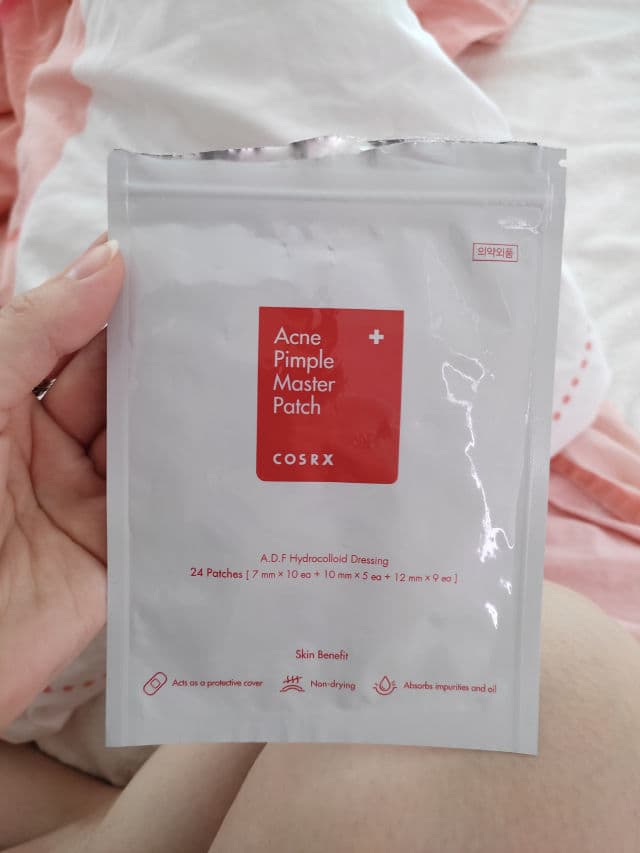 의약외품
Acne
Pimple
Master
Patch
COSRX
A.D.F Hydrocolloid Dressing
24 Patches [ 7 mm × 10 ea + 10 mm × 5 ea + 12 mm × 9 ea ]
Skin Benefit
Acts as a protective cover
Non-drying
Absorbs impurities and oil